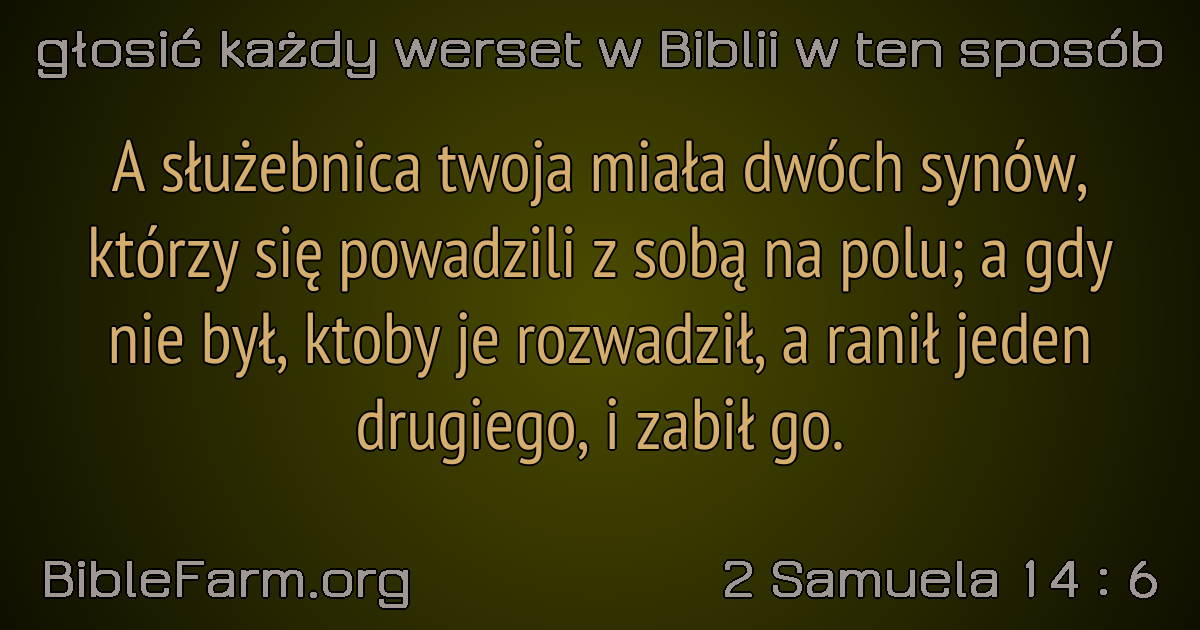 głosić każdy werset w Biblii w ten sposób
A służebnica twoja miała dwóch synów,
którzy się powadzili z sobą na polu; a gdy
nie był, ktoby je rozwadził, a ranił jeden
drugiego, i zabił go.
BibleFarm.org
2 Samuela 14 : 6